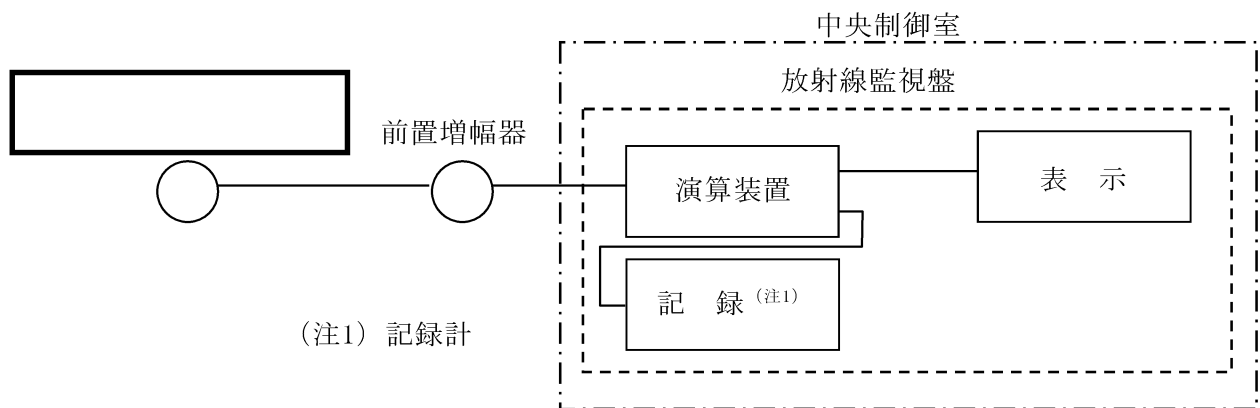 中央制御室
放射線監視盤
前置増幅器
演算装置
表 示
記 録(注1)
(注1) 記録計